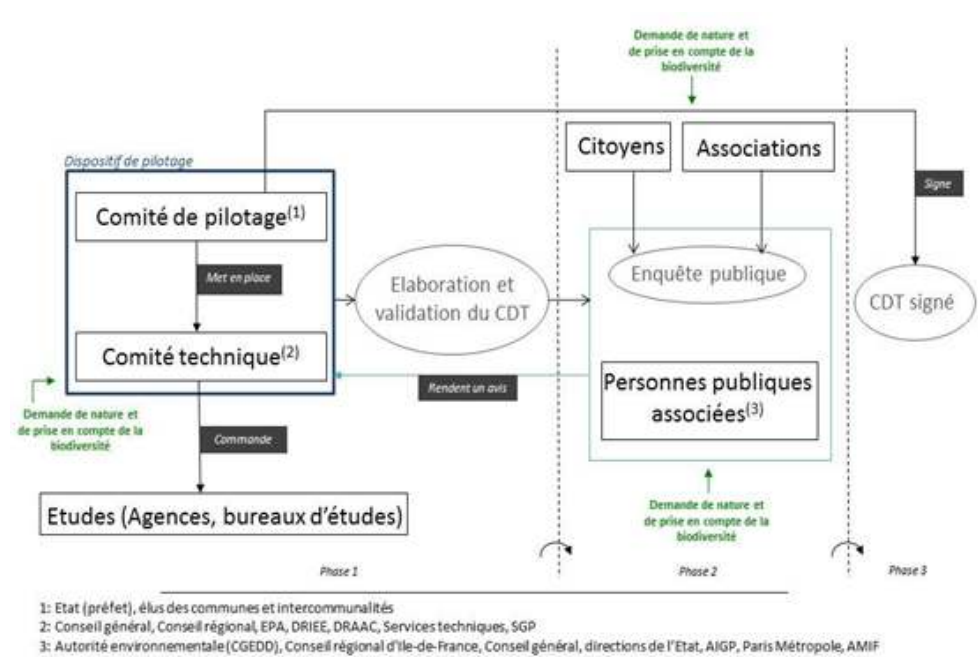 Demande de nature et
de prise en compte de la
biodiversité
Citoyens
Associations
Dispositif de pilotage
Signe
Comité de pilotage(1)
Met en place
Elaboration et
validation du CDT
Enquête publique
CDT signé
Comité technique(2)
Rendent un avis
Personnes publiques
associées(3)
Demande de nature et
de prise en compte de la
biodiversité
Commande
Etudes (Agences, bureaux d'études)
Demande de nature et
de prise en compte de la
biodiversité
Phase 1
Phase 2
Phase 3
1: Etat (préfet), élus des communes et intercommunalités
2: Conseil général, Conseil régional, EPA, DRIEE, DRAAC, Services techniques, SGP
3: Autorité environnementale (CGEDD), Conseil régional d'Ile-de-France, Conseil général, directions de l'Etat, AIGP, Paris Métropole, AMIF